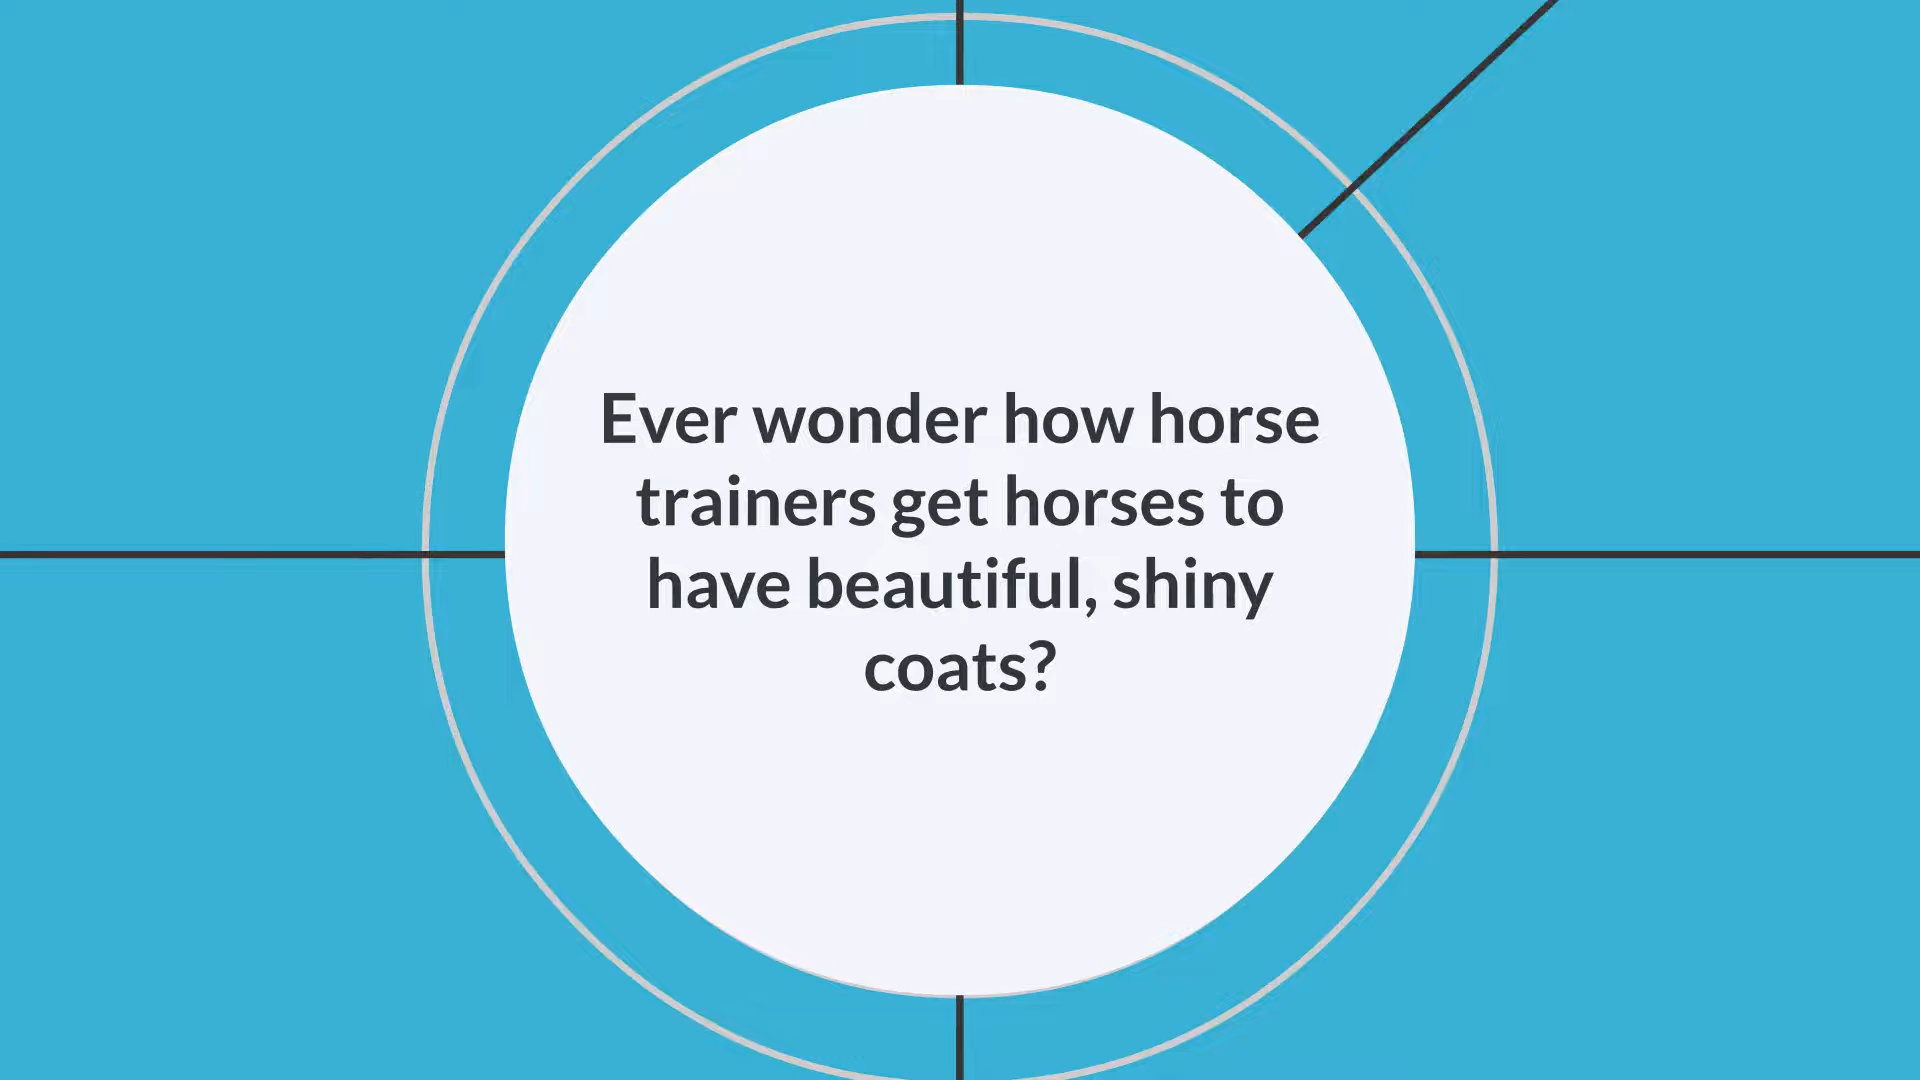 Ever wonder how horse
trainers get horses to
have beautiful, shiny
coats?